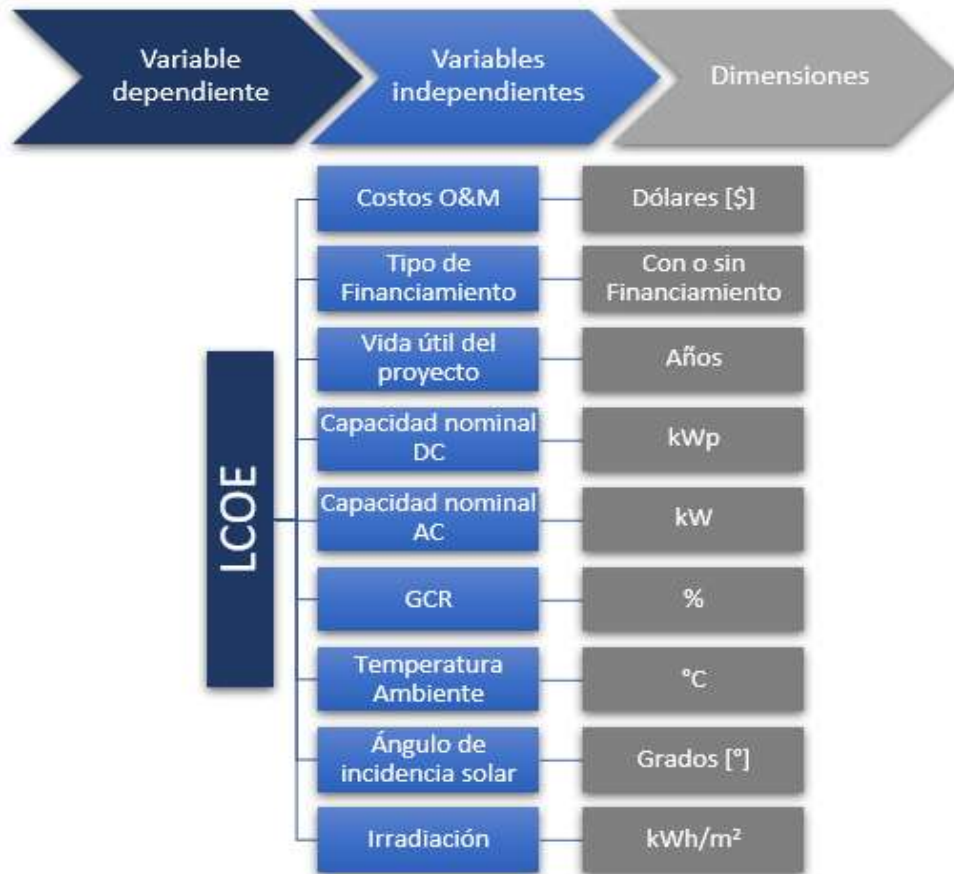 Variable
dependiente
Variables
independientes
Dimensiones
Costos O&M
Dólares [$]
Tipo de
Financiamiento
Con o sin
Financiamiento
Vida útil del
proyecto
Años
Capacidad nominal
DC
kWp
LCOE
Capacidad nominal
AC
kW
GCR
%
Temperatura
Ambiente
°C
Ángulo de
incidencia solar
Grados [°]
Irradiación
kWh/m²